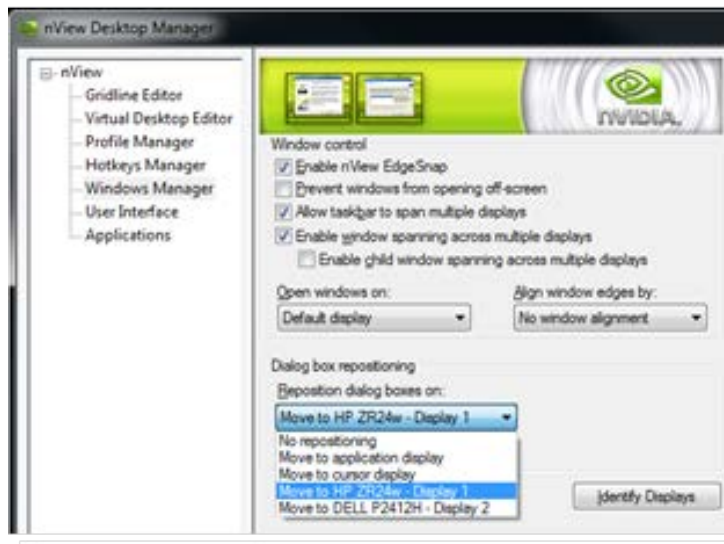 nView Desktop Manager
nView
Gridline Editor
Virtual Desktop Editor
Profile Manager
Hotkeys Manager
Windows Manager
User Interface
Applications
NVIDIA.
Window control
Enable nView EdgeSnap
Prevent windows from opening off-screen
Allow taskbar to span multiple displays
Enable window spanning across multiple displays
Enable child window spanning across multiple displays
Open windows on:
Align window edges by:
Default display
No window alignment
Dialog box repositioning
Reposition dialog boxes on:
Move to HP ZR24w - Display 1
No repositioning
Move to application display
Move to cursor display
Move to HP ZR24w - Display 1
Move to DELL P2412H - Display 2
Identify Displays